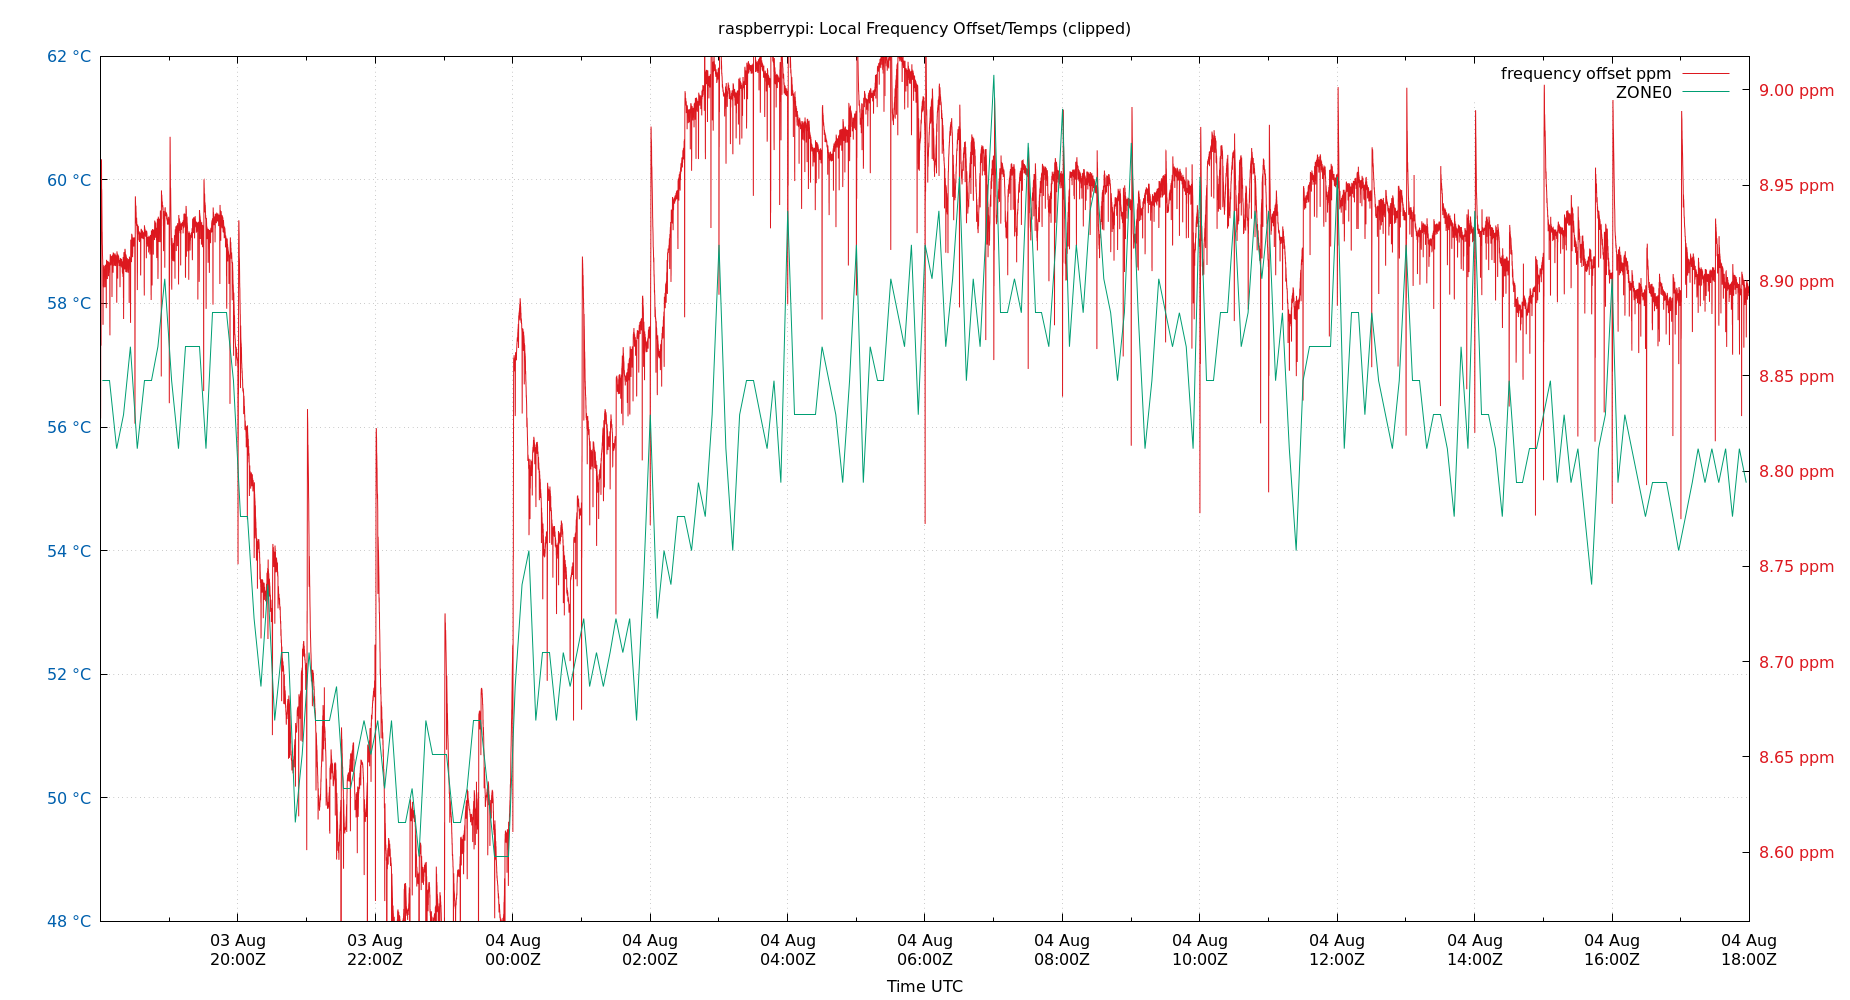 raspberrypi: Local Frequency Offset/Temps (clipped)
frequency offset ppm
ZONE0
62 °C
60 °C
58 °C
56 °C
54 °C
52 °C
50 °C
48 °C
9.00 ppm
8.95 ppm
8.90 ppm
8.85 ppm
8.80 ppm
8.75 ppm
8.70 ppm
8.65 ppm
8.60 ppm
03 Aug
20:00Z
03 Aug
22:00Z
04 Aug
00:00Z
04 Aug
02:00Z
04 Aug
04:00Z
04 Aug
06:00Z
04 Aug
08:00Z
04 Aug
10:00Z
04 Aug
12:00Z
04 Aug
14:00Z
04 Aug
16:00Z
04 Aug
18:00Z
Time UTC